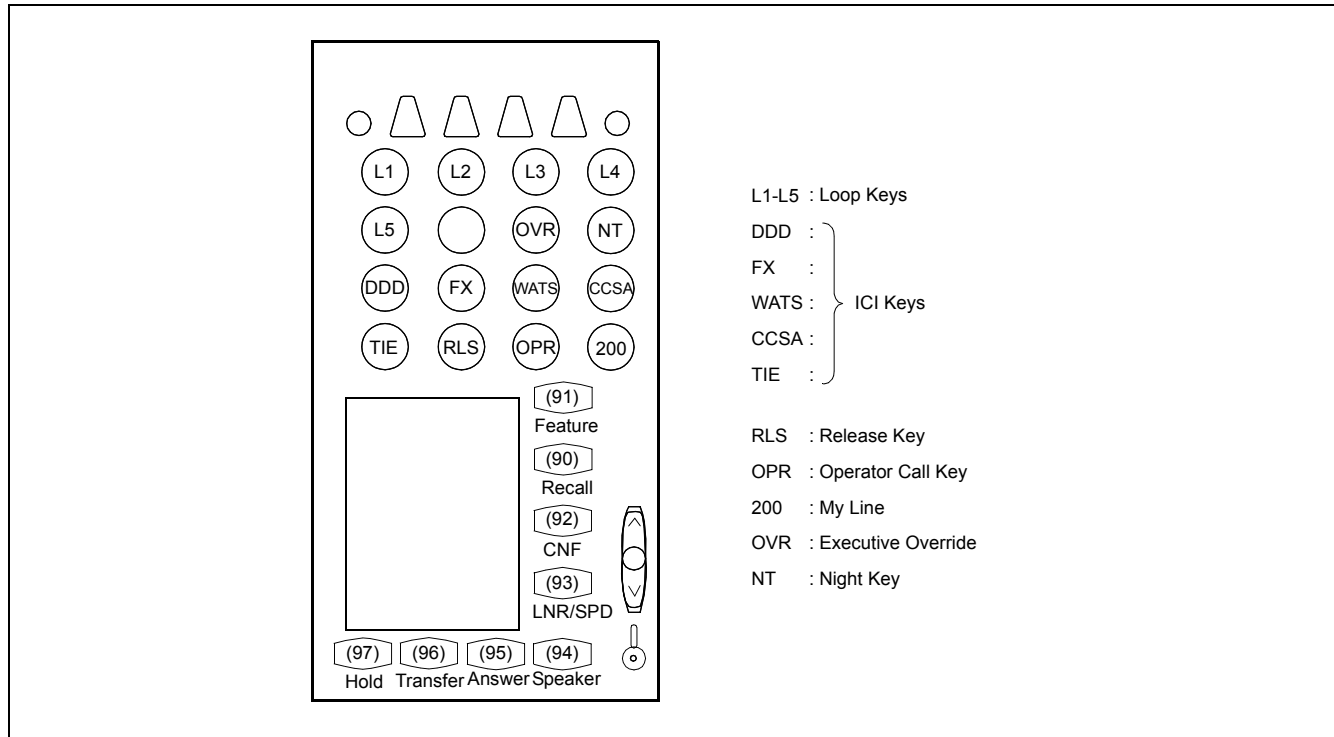 L1 L2 L3 L4
L5 OVR NT
DDD FX WATS CCSA
TIE RLS OPR 200
(91)
Feature
(90)
Recall
(92)
CNF
(93)
LNR/SPD
(97) (96) (95) (94)
Hold Transfer Answer Speaker
L1-L5 : Loop Keys
DDD :
FX :
WATS : ICI Keys
CCSA :
TIE :
RLS : Release Key
OPR : Operator Call Key
200 : My Line
OVR : Executive Override
NT : Night Key